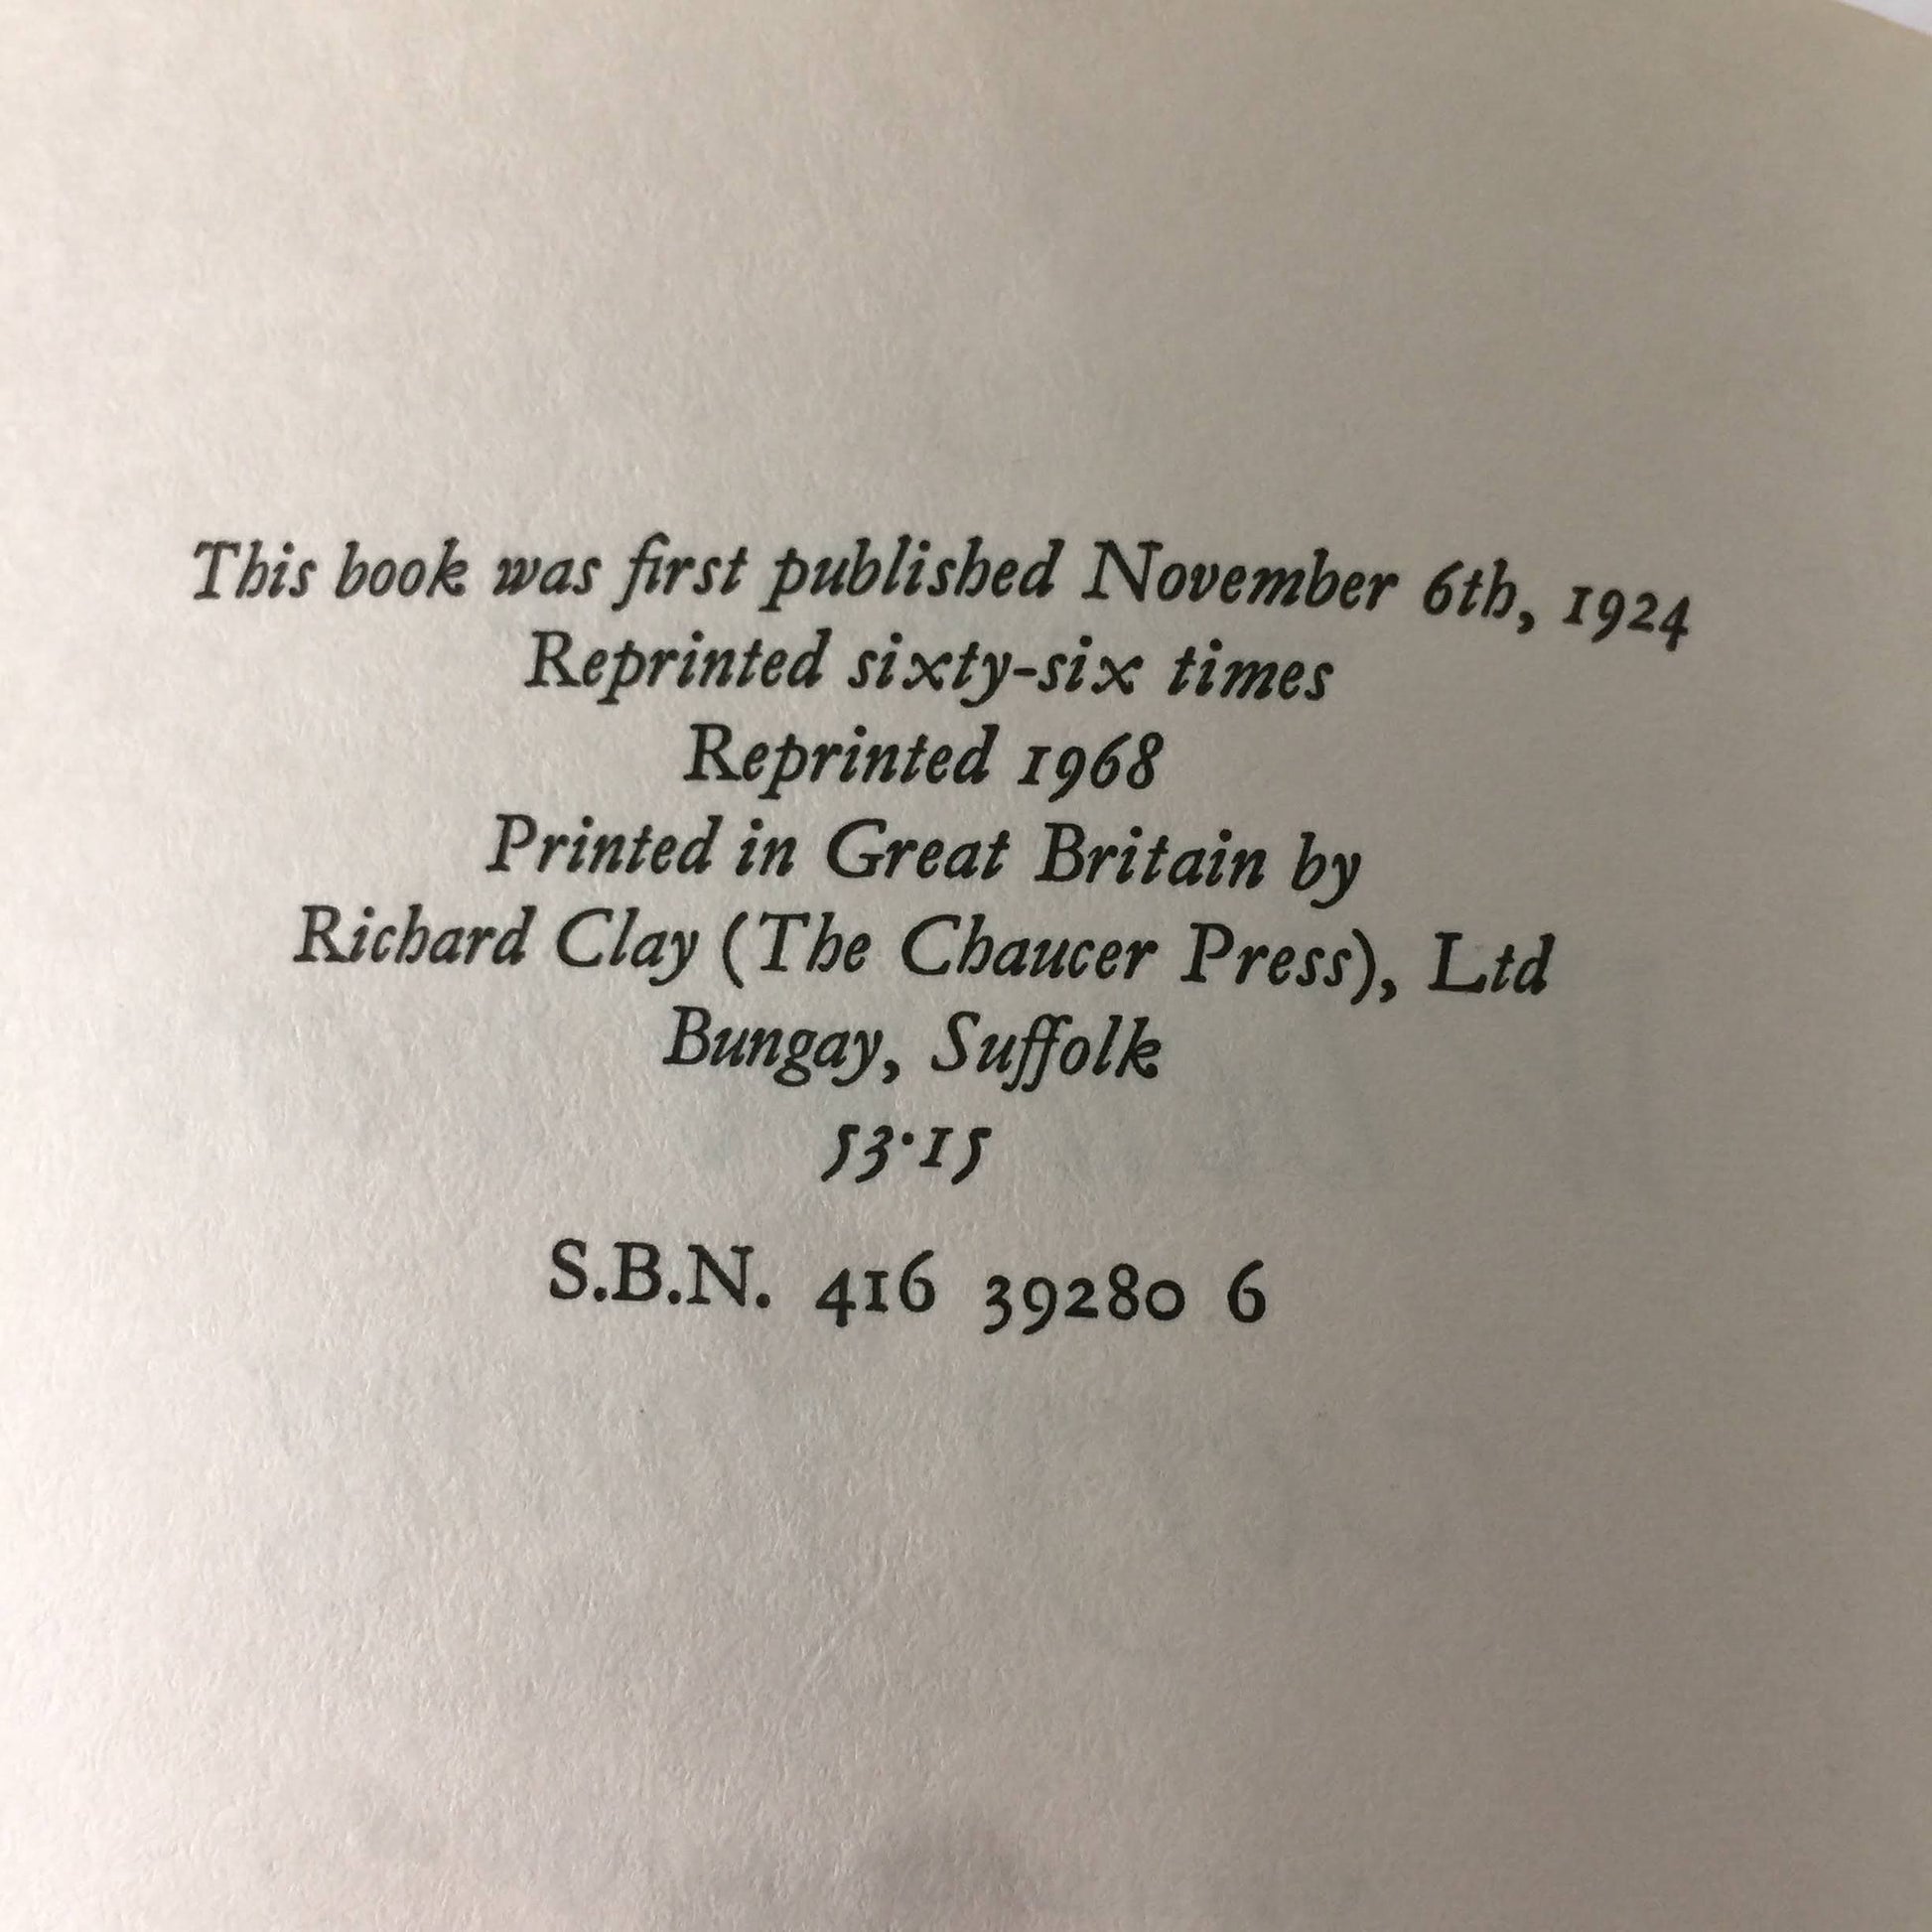 This book was first published November 6th, 1924
Reprinted sixty-six times
Reprinted 1968
Printed in Great Britain by
Richard Clay (The Chaucer Press), Ltd
Bungay, Suffolk
53·15
S.B.N. 416 39280 6